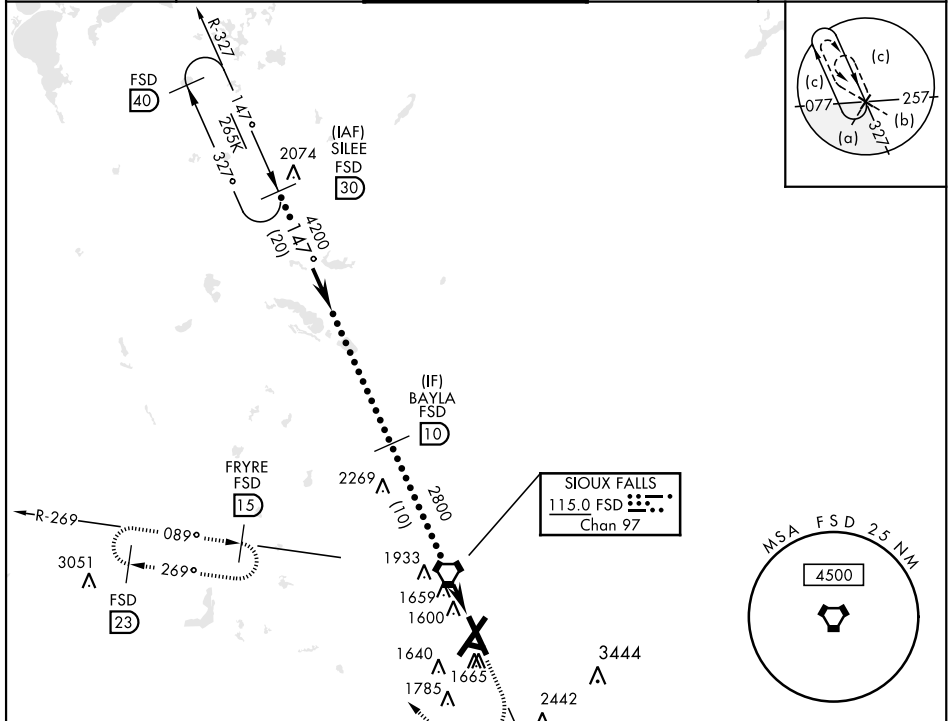 R-327
FSD
40
147°
265K
327°
(IAF)
SILEE
FSD
30
2074
4200
147°
(20)
(c)
(c)
077
257
(b)
(a)
327
(IF)
BAYLA
FSD
10
2269
(10)
2800
FRYRE
FSD
15
R-269
089°
269°
3051
FSD
23
SIOUX FALLS
115.0 FSD
Chan 97
MSA FSD 25 NM
4500
1933
1659
1600
1640
1665
1785
3444
2442